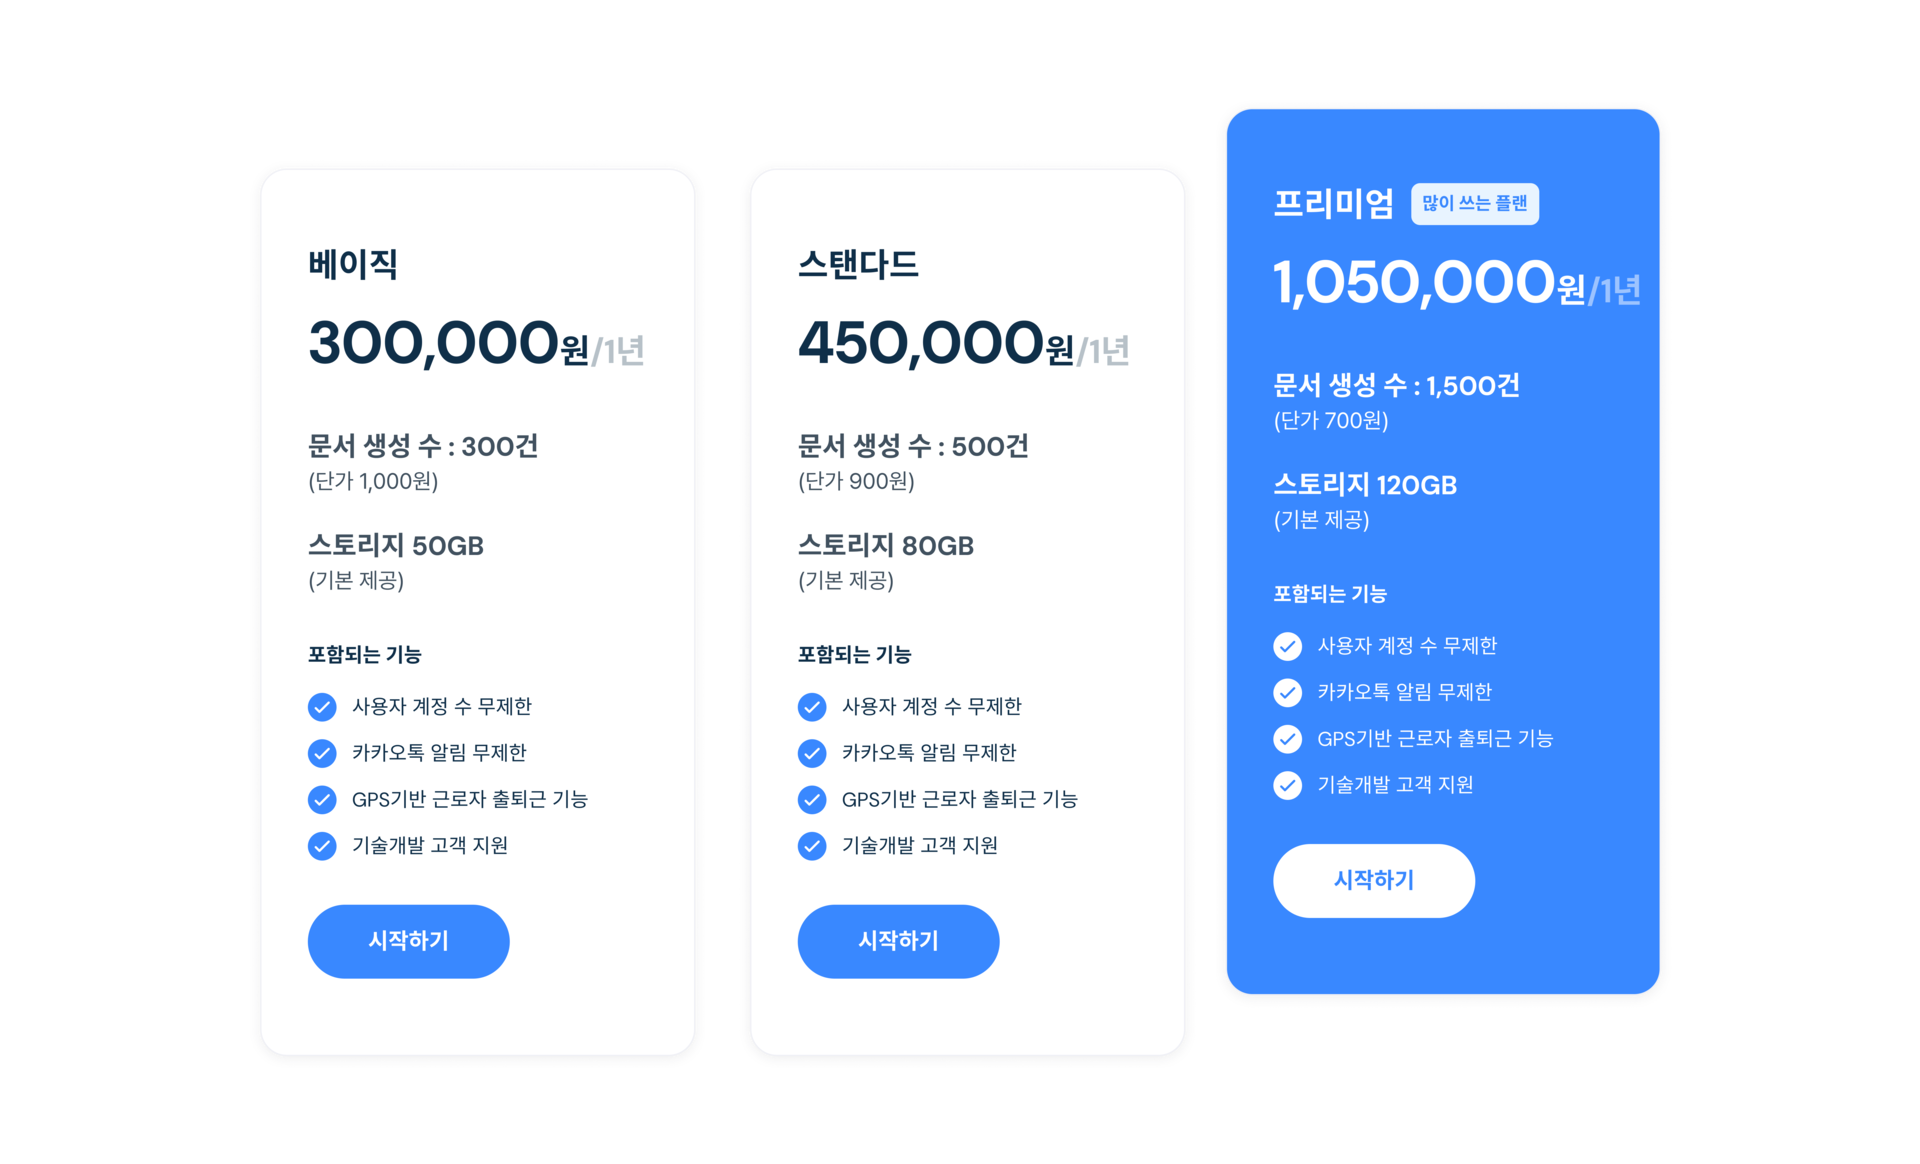 베이직
300,000원/1년
문서 생성 수 : 300건
(단가 1,000원)
스토리지 50GB
(기본 제공)
포함되는 기능
사용자 계정 수 무제한
카카오톡 알림 무제한
GPS기반 근로자 출퇴근 기능
기술개발 고객 지원
시작하기
스탠다드
450,000원/1년
문서 생성 수 : 500건
(단가 900원)
스토리지 80GB
(기본 제공)
포함되는 기능
사용자 계정 수 무제한
카카오톡 알림 무제한
GPS기반 근로자 출퇴근 기능
기술개발 고객 지원
시작하기
프리미엄 많이 쓰는 플랜
1,050,000원/1년
문서 생성 수 : 1,500건
(단가 700원)
스토리지 120GB
(기본 제공)
포함되는 기능
사용자 계정 수 무제한
카카오톡 알림 무제한
GPS기반 근로자 출퇴근 기능
기술개발 고객 지원
시작하기